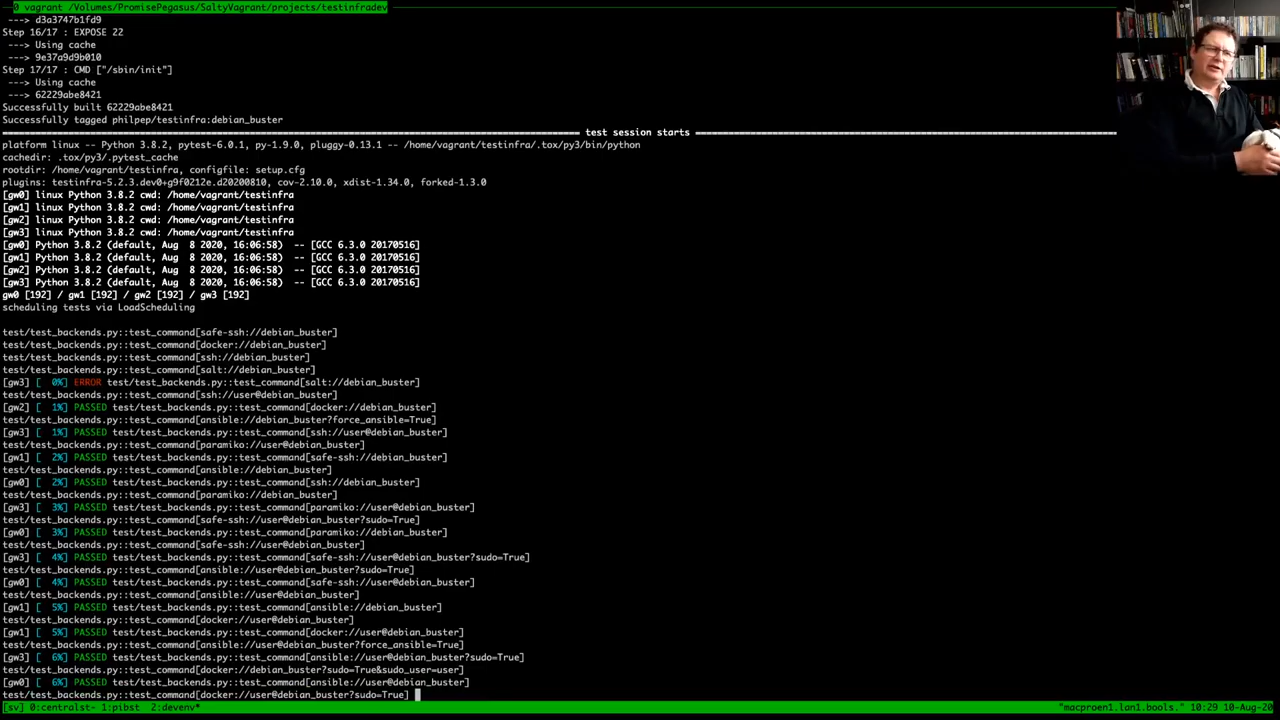 0 vagrant /Volumes/PromisePegasus/SaltyVagrant/projects/testinfradev
---> d3a3747b1fd9
Step 16/17 : EXPOSE 22
---> Using cache
---> 9e37a9d9b010
Step 17/17 : CMD ["/sbin/init"]
---> Using cache
---> 62229abe8421
Successfully built 62229abe8421
Successfully tagged philpep/testinfra:debian_buster
test session starts
platform linux -- Python 3.8.2, pytest-6.0.1, py-1.9.0, pluggy-0.13.1 -- /home/vagrant/testinfra/.tox/py3/bin/python
cachedir: .tox/py3/.pytest_cache
rootdir: /home/vagrant/testinfra, configfile: setup.cfg
plugins: testinfra-5.2.3.dev0+g9f0212e.d20200810, cov-2.10.0, xdist-1.34.0, forked-1.3.0
[gw0] linux Python 3.8.2 cwd: /home/vagrant/testinfra
[gw1] linux Python 3.8.2 cwd: /home/vagrant/testinfra
[gw2] linux Python 3.8.2 cwd: /home/vagrant/testinfra
[gw3] linux Python 3.8.2 cwd: /home/vagrant/testinfra
[gw0] Python 3.8.2 (default, Aug  8 2020, 16:06:58)  -- [GCC 6.3.0 20170516]
[gw1] Python 3.8.2 (default, Aug  8 2020, 16:06:58)  -- [GCC 6.3.0 20170516]
[gw2] Python 3.8.2 (default, Aug  8 2020, 16:06:58)  -- [GCC 6.3.0 20170516]
[gw3] Python 3.8.2 (default, Aug  8 2020, 16:06:58)  -- [GCC 6.3.0 20170516]
gw0 [192] / gw1 [192] / gw2 [192] / gw3 [192]
scheduling tests via LoadScheduling
test/test_backends.py::test_command[safe-ssh://debian_buster]
test/test_backends.py::test_command[docker://debian_buster]
test/test_backends.py::test_command[ssh://debian_buster]
test/test_backends.py::test_command[salt://debian_buster]
[gw3] [  0%] ERROR test/test_backends.py::test_command[salt://debian_buster]
test/test_backends.py::test_command[ssh://user@debian_buster]
[gw2] [  1%] PASSED test/test_backends.py::test_command[docker://debian_buster]
test/test_backends.py::test_command[ansible://debian_buster?force_ansible=True]
[gw3] [  1%] PASSED test/test_backends.py::test_command[ssh://user@debian_buster]
test/test_backends.py::test_command[paramiko://user@debian_buster]
[gw1] [  2%] PASSED test/test_backends.py::test_command[safe-ssh://debian_buster]
test/test_backends.py::test_command[ansible://debian_buster]
[gw0] [  2%] PASSED test/test_backends.py::test_command[ssh://debian_buster]
test/test_backends.py::test_command[paramiko://debian_buster]
[gw3] [  3%] PASSED test/test_backends.py::test_command[paramiko://user@debian_buster]
test/test_backends.py::test_command[safe-ssh://user@debian_buster?sudo=True]
[gw0] [  3%] PASSED test/test_backends.py::test_command[paramiko://debian_buster]
test/test_backends.py::test_command[safe-ssh://user@debian_buster]
[gw3] [  4%] PASSED test/test_backends.py::test_command[safe-ssh://user@debian_buster?sudo=True]
test/test_backends.py::test_command[ansible://user@debian_buster?sudo=True]
[gw0] [  4%] PASSED test/test_backends.py::test_command[safe-ssh://user@debian_buster]
test/test_backends.py::test_command[ansible://user@debian_buster]
[gw1] [  5%] PASSED test/test_backends.py::test_command[ansible://debian_buster]
test/test_backends.py::test_command[docker://user@debian_buster]
[gw1] [  5%] PASSED test/test_backends.py::test_command[docker://user@debian_buster]
test/test_backends.py::test_command[ansible://user@debian_buster?force_ansible=True]
[gw3] [  6%] PASSED test/test_backends.py::test_command[ansible://user@debian_buster?sudo=True]
test/test_backends.py::test_command[docker://debian_buster?sudo=True&sudo_user=user]
[gw0] [  6%] PASSED test/test_backends.py::test_command[ansible://user@debian_buster]
test/test_backends.py::test_command[docker://user@debian_buster?sudo=True]
[sv] 0:centralst- 1:pibst  2:devenv* "macproen1.lan1.bools." 10:29 10-Aug-20